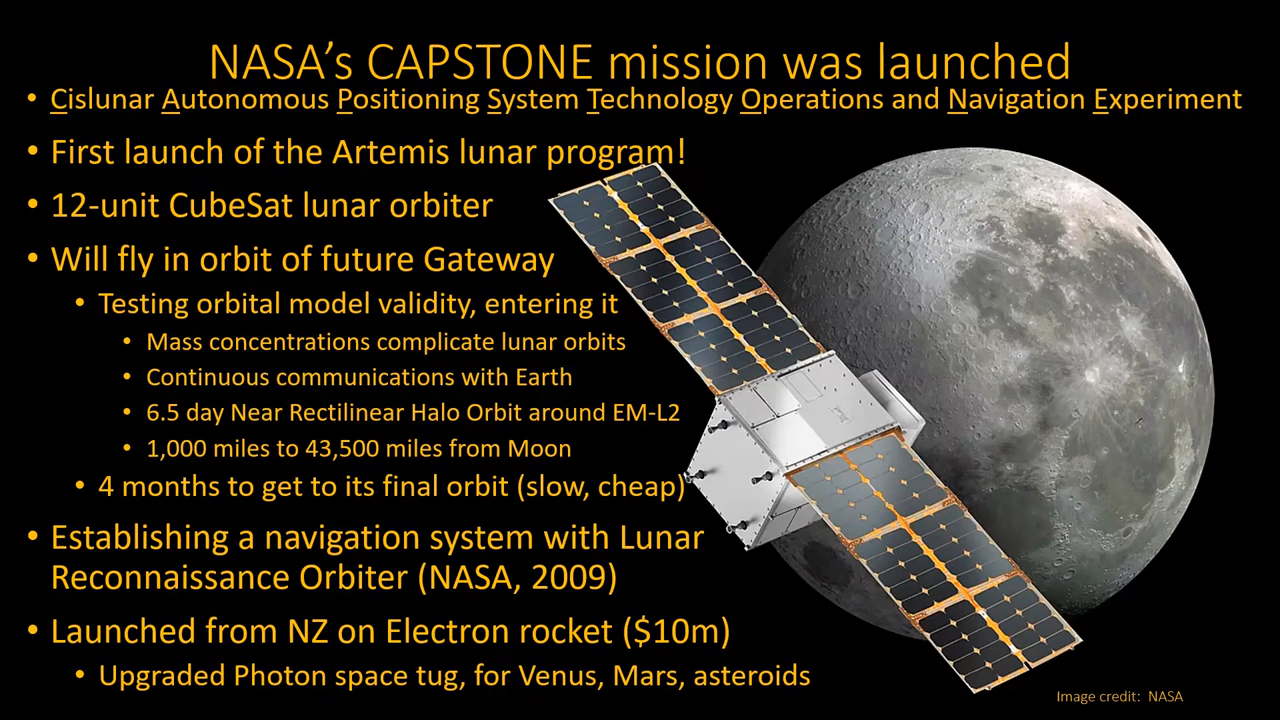 NASA’s CAPSTONE mission was launched
• Cislunar Autonomous Positioning System Technology Operations and Navigation Experiment
• First launch of the Artemis lunar program!
• 12-unit CubeSat lunar orbiter
• Will fly in orbit of future Gateway
• Testing orbital model validity, entering it
• Mass concentrations complicate lunar orbits
• Continuous communications with Earth
• 6.5 day Near Rectilinear Halo Orbit around EM-L2
• 1,000 miles to 43,500 miles from Moon
• 4 months to get to its final orbit (slow, cheap)
• Establishing a navigation system with Lunar
Reconnaissance Orbiter (NASA, 2009)
• Launched from NZ on Electron rocket ($10m)
• Upgraded Photon space tug, for Venus, Mars, asteroids
Image credit: NASA